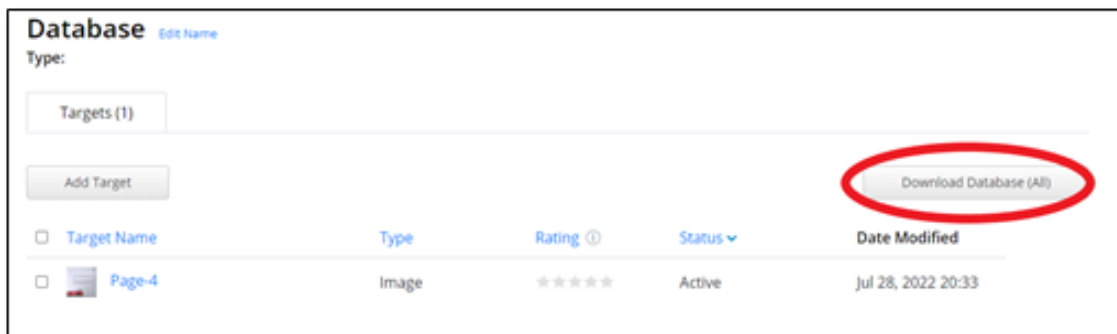 Database Edit Name
Type:
Targets (1)
Add Target Download Database (All)
Target Name Type Rating ⓘ Status Date Modified
Page-4 Image Active Jul 28, 2022 20:33